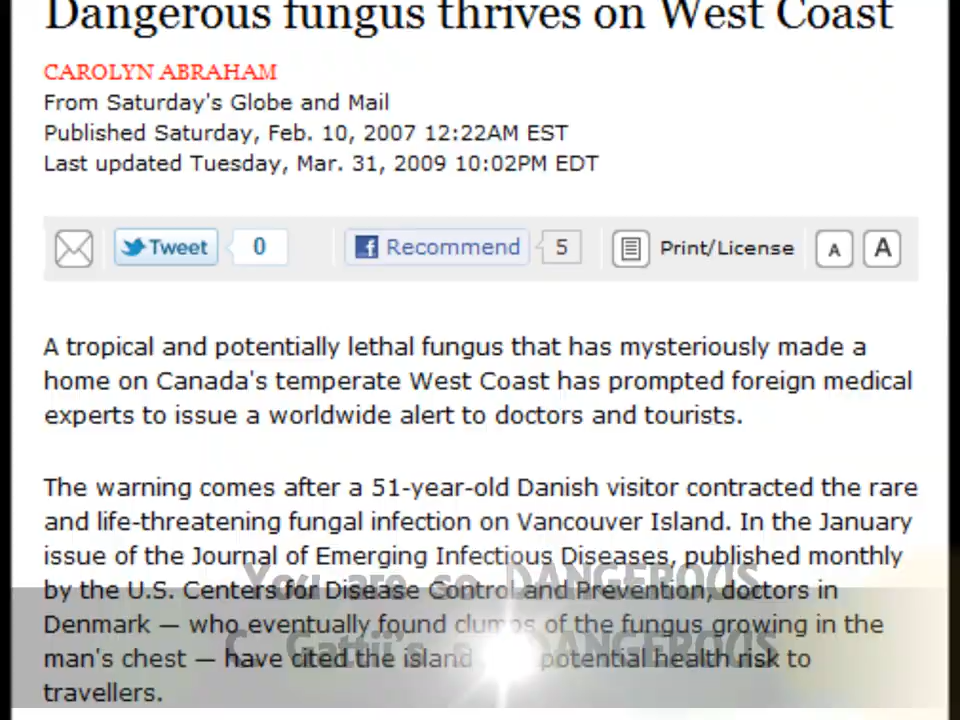 Dangerous fungus thrives on West Coast
CAROLYN ABRAHAM
From Saturday's Globe and Mail
Published Saturday, Feb. 10, 2007 12:22AM EST
Last updated Tuesday, Mar. 31, 2009 10:02PM EDT
Tweet 0 Recommend 5 Print/License A A
A tropical and potentially lethal fungus that has mysteriously made a
home on Canada's temperate West Coast has prompted foreign medical
experts to issue a worldwide alert to doctors and tourists.
The warning comes after a 51-year-old Danish visitor contracted the rare
and life-threatening fungal infection on Vancouver Island. In the January
issue of the Journal of Emerging Infectious Diseases, published monthly
You are so DANGEROUS
by the U.S. Centers for Disease Control and Prevention, doctors in
Denmark — who eventually found clumps of the fungus growing in the
C. Gattii's so DANGEROUS
man's chest — have cited the island potential health risk to
travellers.